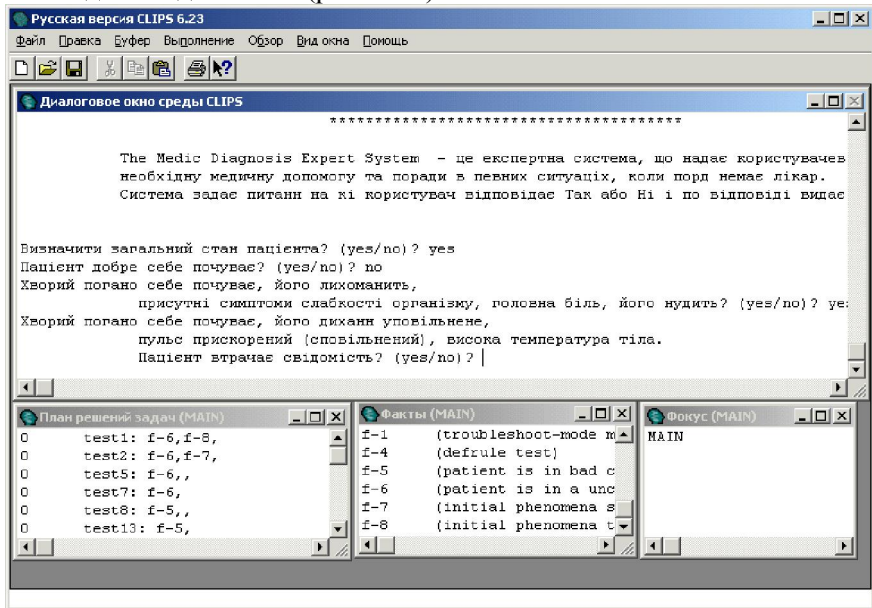 Русская версия CLIPS 6.23
Файл Правка Буфер Выполнение Обзор Вид окна Помощь
Диалоговое окно среды CLIPS
***************************************
The Medic Diagnosis Expert System – це експертна система, що надає користувачев
необхідну медичну допомогу та поради в певних ситуаціх, коли порд немає лікар.
Система задає питанн на кі користувач відповідає Так або Ні і по відповіді видає
Визначити загальний стан пацієнта? (yes/no)? yes
Пацієнт добре себе почуває? (yes/no)? no
Хворий погано себе почуває, його лихоманить,
присутні симптоми слабкості організму, головна біль, його нудить? (yes/no)? yes
Хворий погано себе почуває, його диханн уповільнене,
пульс прискорений (сповільнений), висока температура тіла.
Пацієнт втрачає свідомість? (yes/no)?
План решений задач (MAIN)
0 test1: f-6,f-8,
0 test2: f-6,f-7,
0 test5: f-6,,
0 test7: f-6,
0 test8: f-5,,
0 test13: f-5,
Факты (MAIN)
f-1 (troubleshoot-mode m
f-4 (defrule test)
f-5 (patient is in bad c
f-6 (patient is in a unc
f-7 (initial phenomena s
f-8 (initial phenomena t
Фокус (MAIN)
MAIN